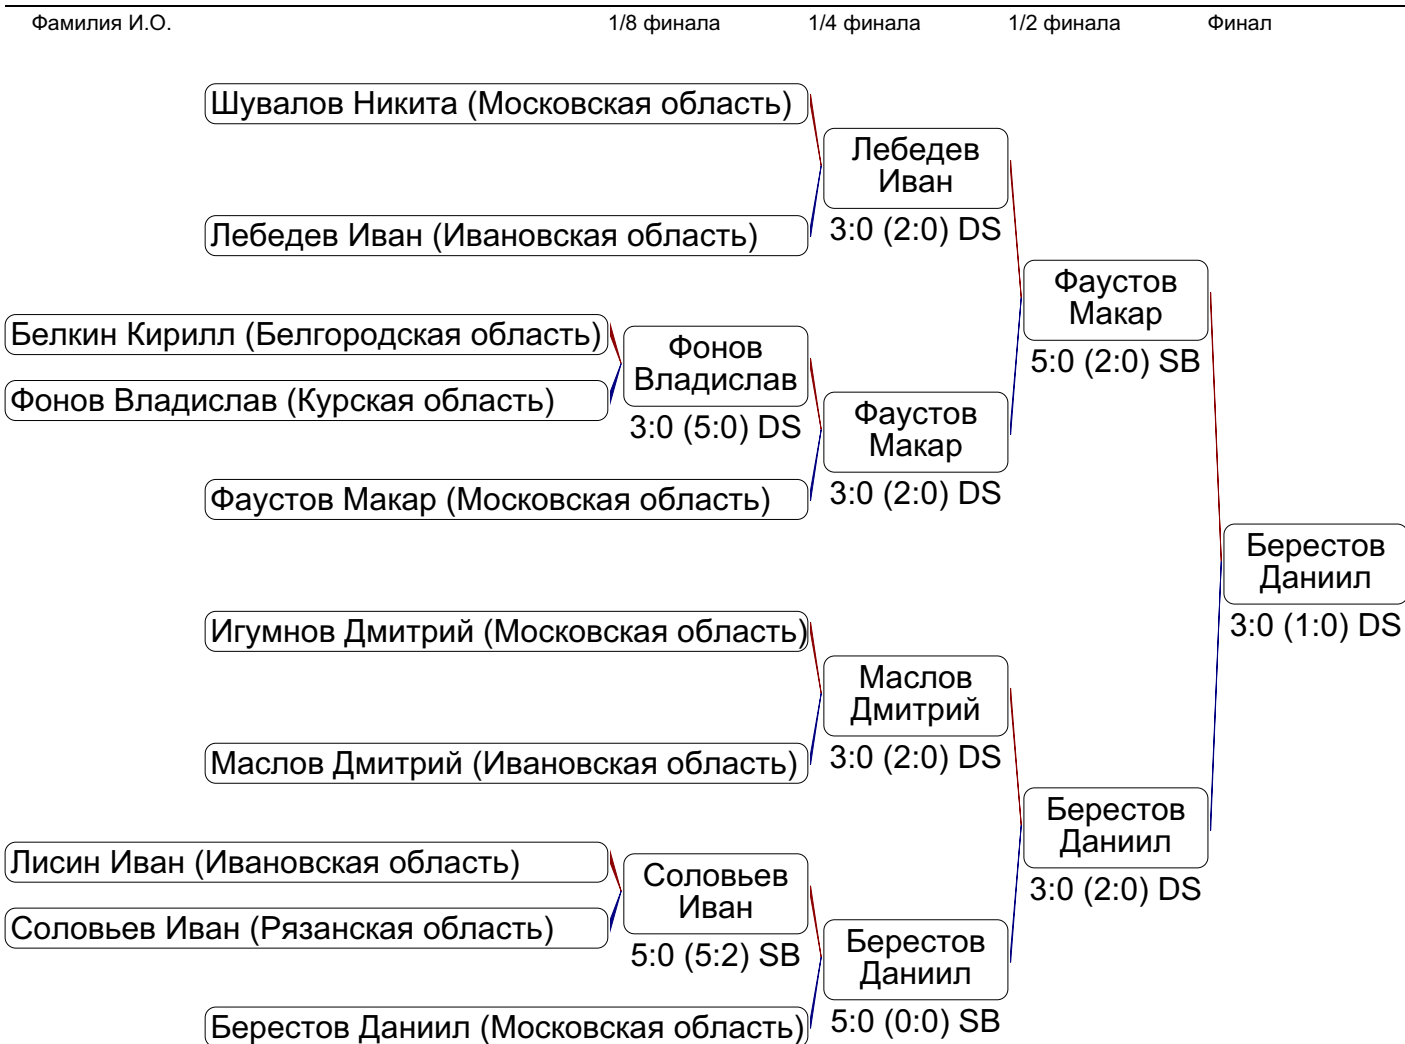 Фамилия И.О. 1/8 финала 1/4 финала 1/2 финала Финал
Шувалов Никита (Московская область)
Лебедев
Иван
3:0 (2:0) DS
Лебедев Иван (Ивановская область)
Фаустов
Макар
5:0 (2:0) SB
Белкин Кирилл (Белгородская область)
Фонов
Владислав
3:0 (5:0) DS
Фонов Владислав (Курская область)
Фаустов
Макар
3:0 (2:0) DS
Фаустов Макар (Московская область)
Берестов
Даниил
3:0 (1:0) DS
Игумнов Дмитрий (Московская область)
Маслов
Дмитрий
3:0 (2:0) DS
Маслов Дмитрий (Ивановская область)
Берестов
Даниил
3:0 (2:0) DS
Лисин Иван (Ивановская область)
Соловьев
Иван
5:0 (5:2) SB
Соловьев Иван (Рязанская область)
Берестов
Даниил
5:0 (0:0) SB
Берестов Даниил (Московская область)